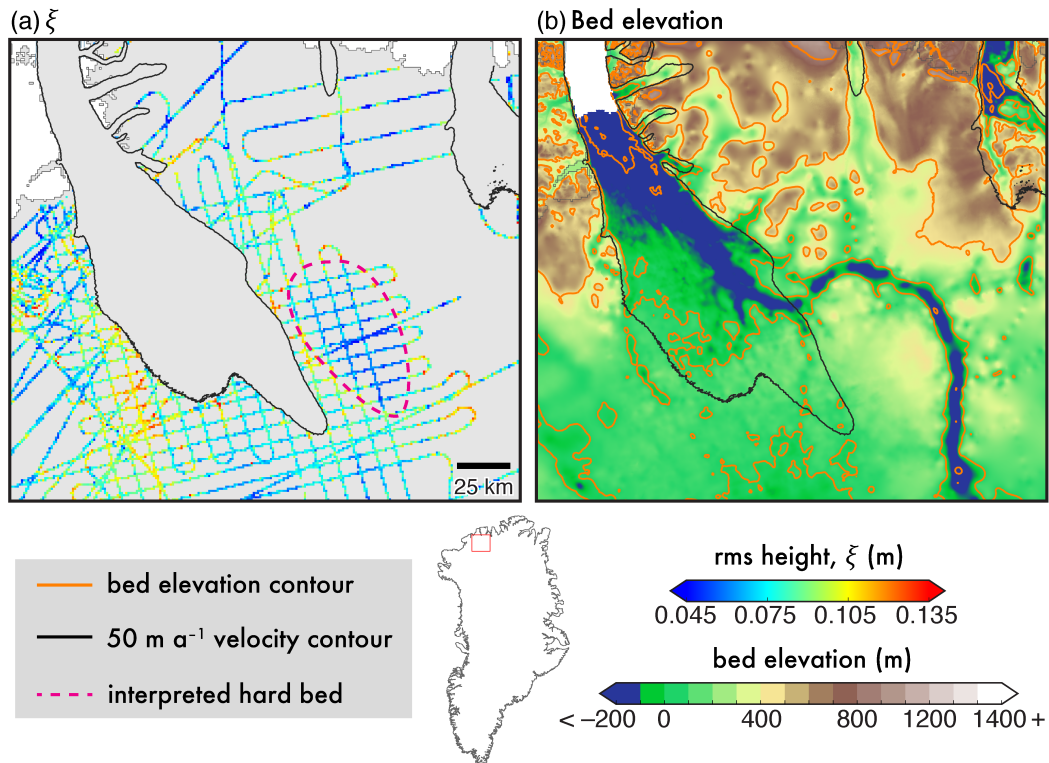 (a) ξ
(b) Bed elevation
25 km
bed elevation contour
50 m a⁻¹ velocity contour
interpreted hard bed
rms height, ξ (m)
0.045 0.075 0.105 0.135
bed elevation (m)
< −200 0 400 800 1200 1400 +